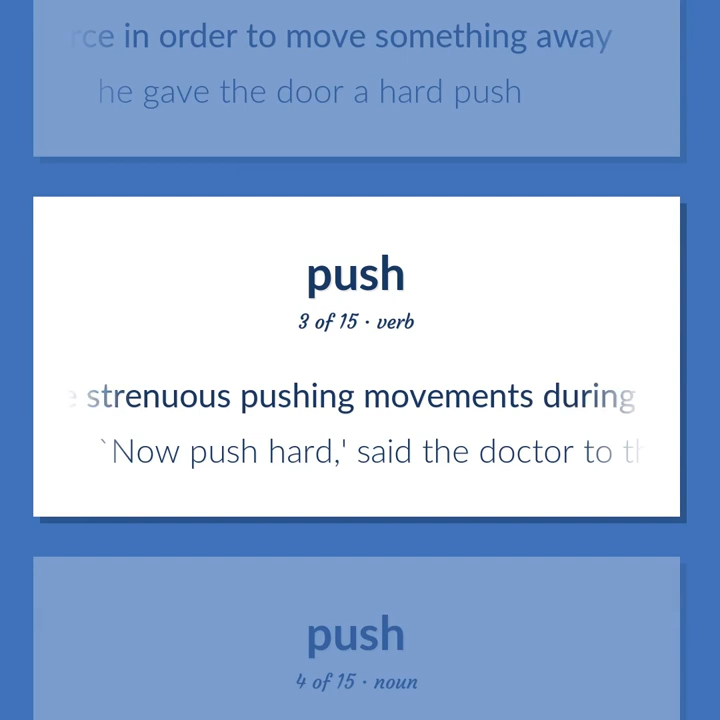 in order to move something away
he gave the door a hard push
push
3 of 15 · verb
strenuous pushing movements during
`Now push hard,' said the doctor to
push
4 of 15 · noun